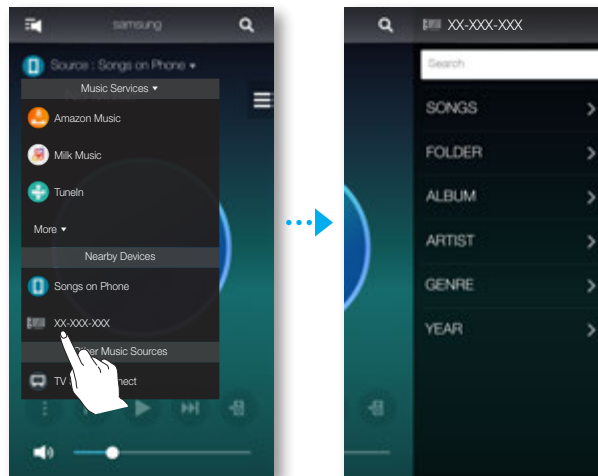 samsung
Source : Songs on Phone ▾
Music Services ▾
Amazon Music
Milk Music
TuneIn
More ▾
Nearby Devices
Songs on Phone
XX-XXX-XXX
Other Music Sources
TV
XX-XXX-XXX
Search
SONGS
FOLDER
ALBUM
ARTIST
GENRE
YEAR